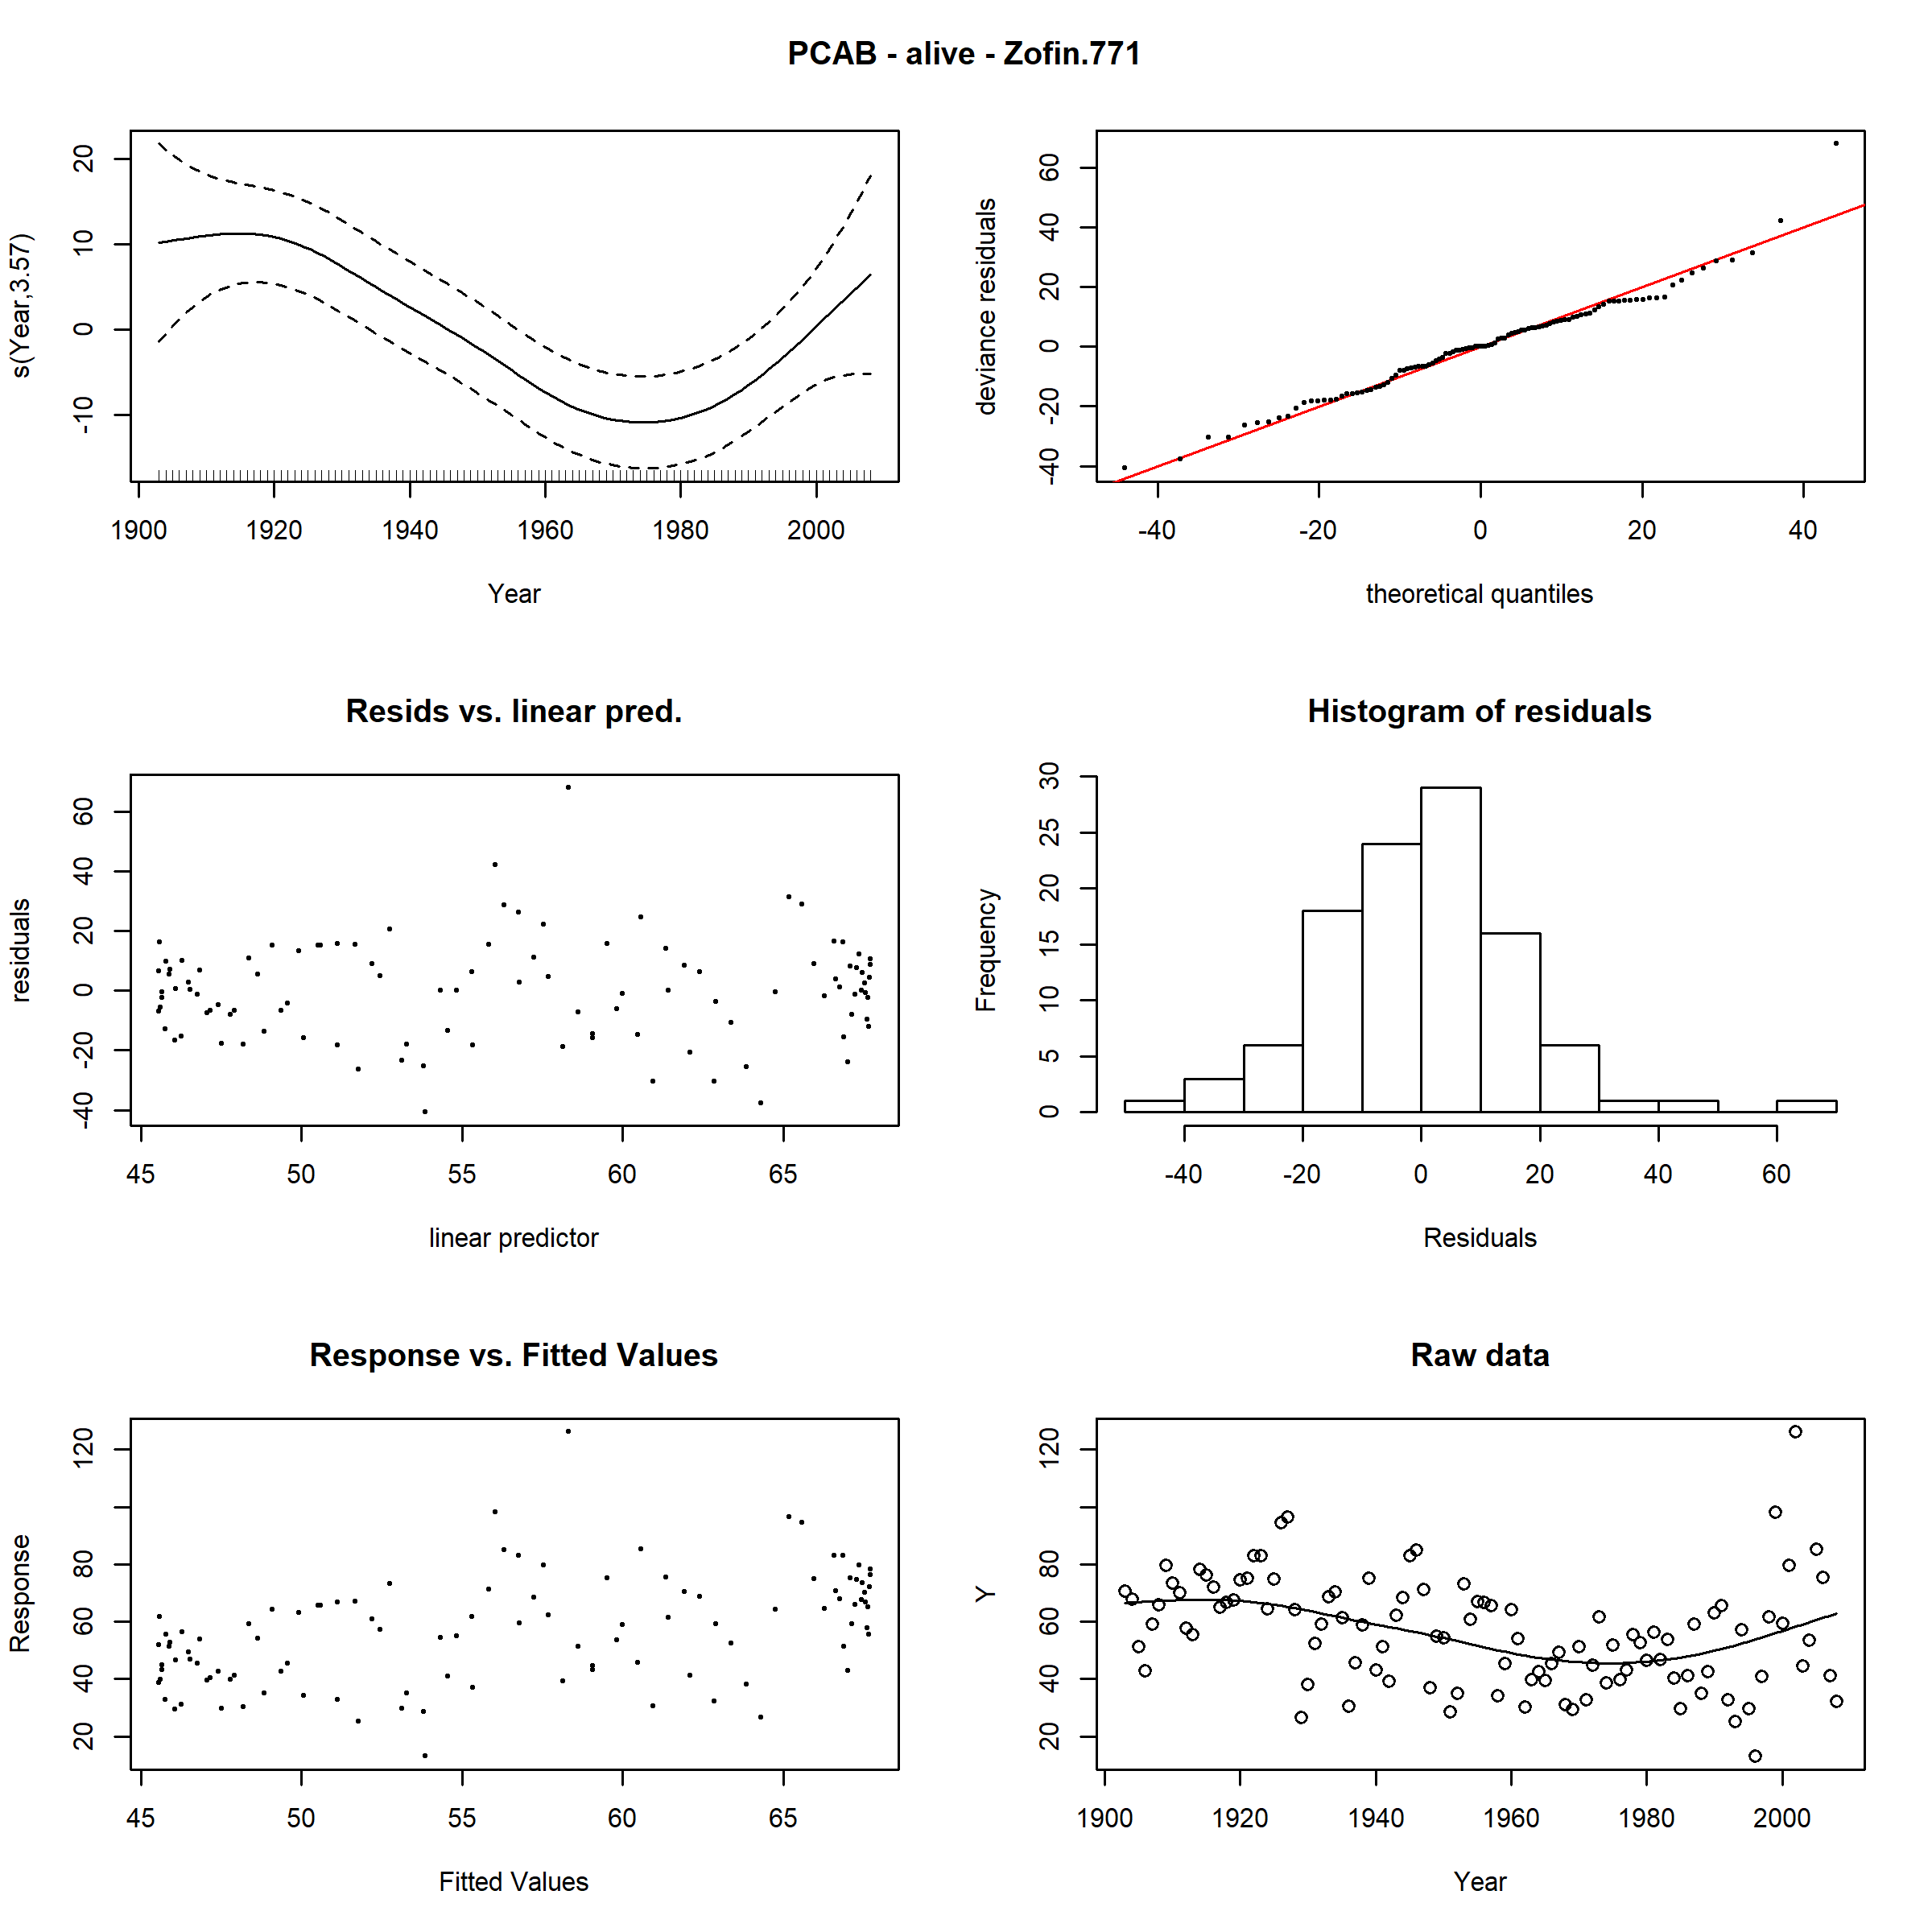 PCAB - alive - Zofin.771
s(Year,3.57)
20
10
0
-10
1900 1920 1940 1960 1980 2000
Year
deviance residuals
60
40
20
0
-20
-40
-40 -20 0 20 40
theoretical quantiles
Resids vs. linear pred.
residuals
60
40
20
0
-20
-40
45 50 55 60 65
linear predictor
Histogram of residuals
Frequency
30
25
20
15
10
5
0
-40 -20 0 20 40 60
Residuals
Response vs. Fitted Values
Response
120
80
60
40
20
45 50 55 60 65
Fitted Values
Raw data
Y
120
80
60
40
20
1900 1920 1940 1960 1980 2000
Year